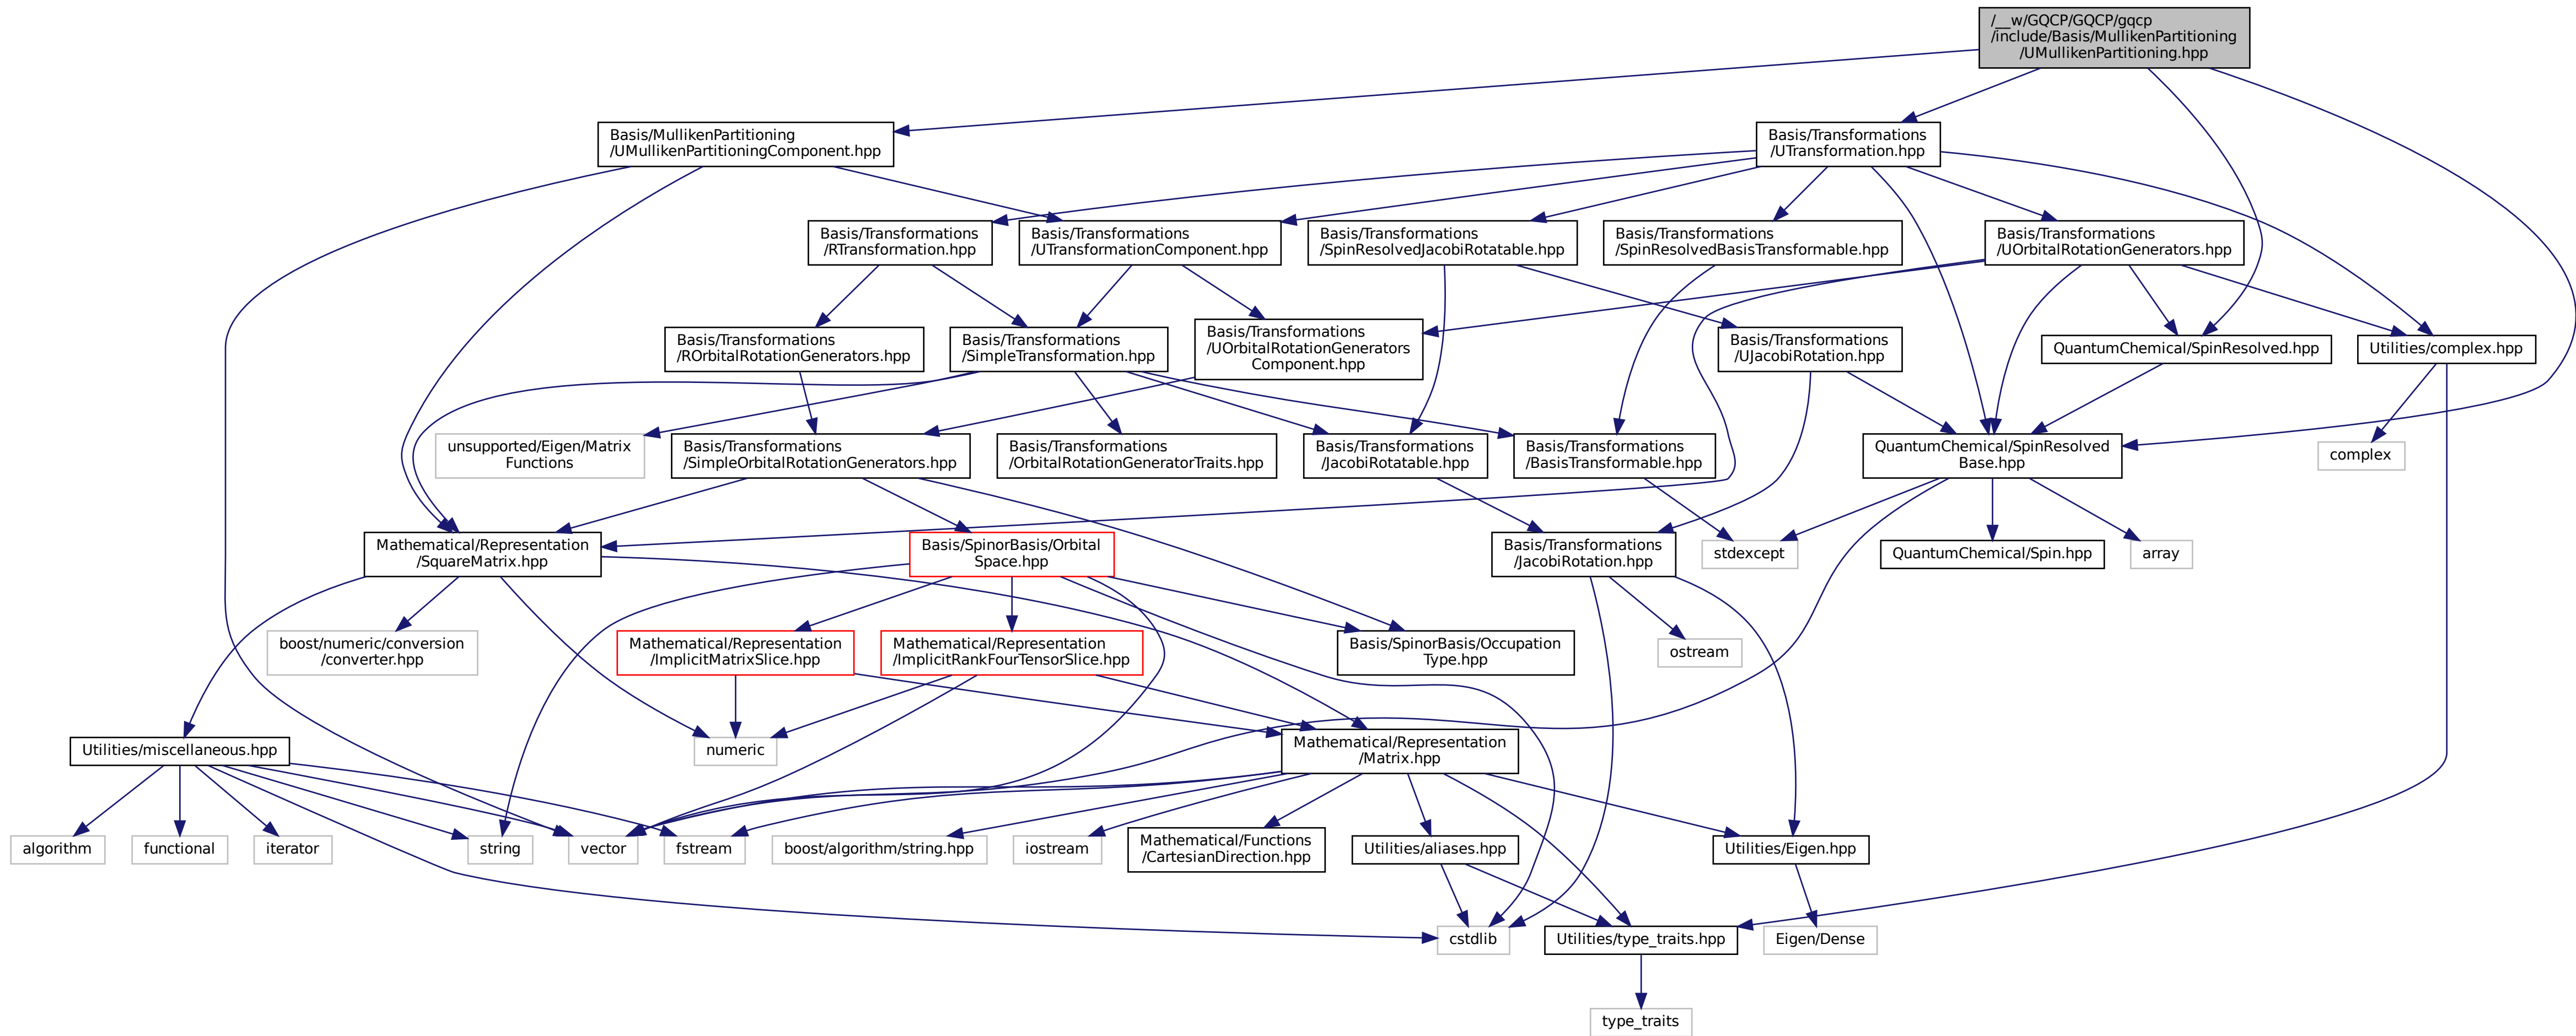 /__w/GQCP/GQCP/gqcp
/include/Basis/MullikenPartitioning
/UMullikenPartitioning.hpp
Basis/MullikenPartitioning
/UMullikenPartitioningComponent.hpp
Basis/Transformations
/UTransformation.hpp
Basis/Transformations
/RTransformation.hpp
Basis/Transformations
/UTransformationComponent.hpp
Basis/Transformations
/SpinResolvedJacobiRotatable.hpp
Basis/Transformations
/SpinResolvedBasisTransformable.hpp
Basis/Transformations
/UOrbitalRotationGenerators.hpp
Basis/Transformations
/ROrbitalRotationGenerators.hpp
Basis/Transformations
/SimpleTransformation.hpp
Basis/Transformations
/UOrbitalRotationGenerators
Component.hpp
Basis/Transformations
/UJacobiRotation.hpp
QuantumChemical/SpinResolved.hpp
Utilities/complex.hpp
unsupported/Eigen/Matrix
Functions
Basis/Transformations
/SimpleOrbitalRotationGenerators.hpp
Basis/Transformations
/OrbitalRotationGeneratorTraits.hpp
Basis/Transformations
/JacobiRotatable.hpp
Basis/Transformations
/BasisTransformable.hpp
QuantumChemical/SpinResolved
Base.hpp
complex
Mathematical/Representation
/SquareMatrix.hpp
Basis/SpinorBasis/Orbital
Space.hpp
Basis/Transformations
/JacobiRotation.hpp
stdexcept
QuantumChemical/Spin.hpp
array
boost/numeric/conversion
/converter.hpp
Mathematical/Representation
/ImplicitMatrixSlice.hpp
Mathematical/Representation
/ImplicitRankFourTensorSlice.hpp
Basis/SpinorBasis/Occupation
Type.hpp
ostream
Utilities/miscellaneous.hpp
numeric
Mathematical/Representation
/Matrix.hpp
algorithm
functional
iterator
string
vector
fstream
boost/algorithm/string.hpp
iostream
Mathematical/Functions
/CartesianDirection.hpp
Utilities/aliases.hpp
Utilities/Eigen.hpp
cstdlib
Utilities/type_traits.hpp
Eigen/Dense
type_traits